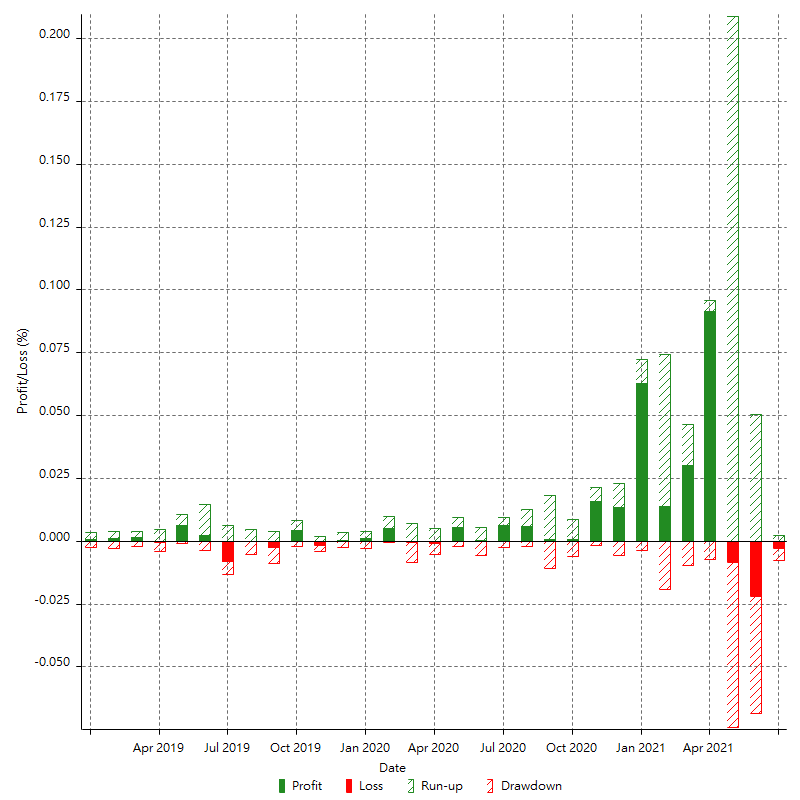 0.200
0.175
0.150
0.125
0.100
0.075
0.050
0.025
0.000
-0.025
-0.050
Profit/Loss (%)
Apr 2019 Jul 2019 Oct 2019 Jan 2020 Apr 2020 Jul 2020 Oct 2020 Jan 2021 Apr 2021
Date
Profit Loss Run-up Drawdown